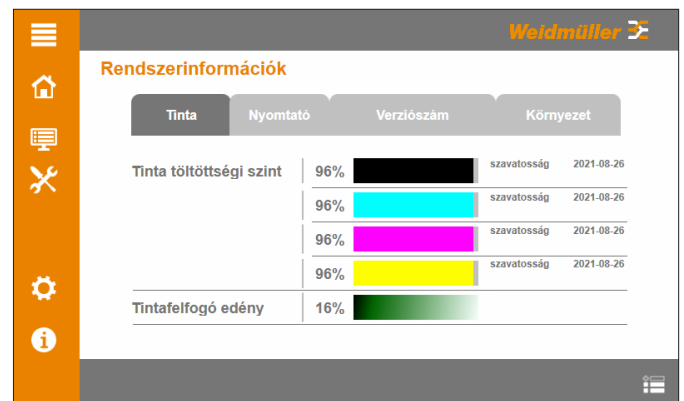 Weidmüller
Rendszerinformációk
Tinta Nyomtató Verziószám Környezet
Tinta töltöttségi szint 96% szavatosság 2021-08-26
96% szavatosság 2021-08-26
96% szavatosság 2021-08-26
96% szavatosság 2021-08-26
Tintafelfogó edény 16%